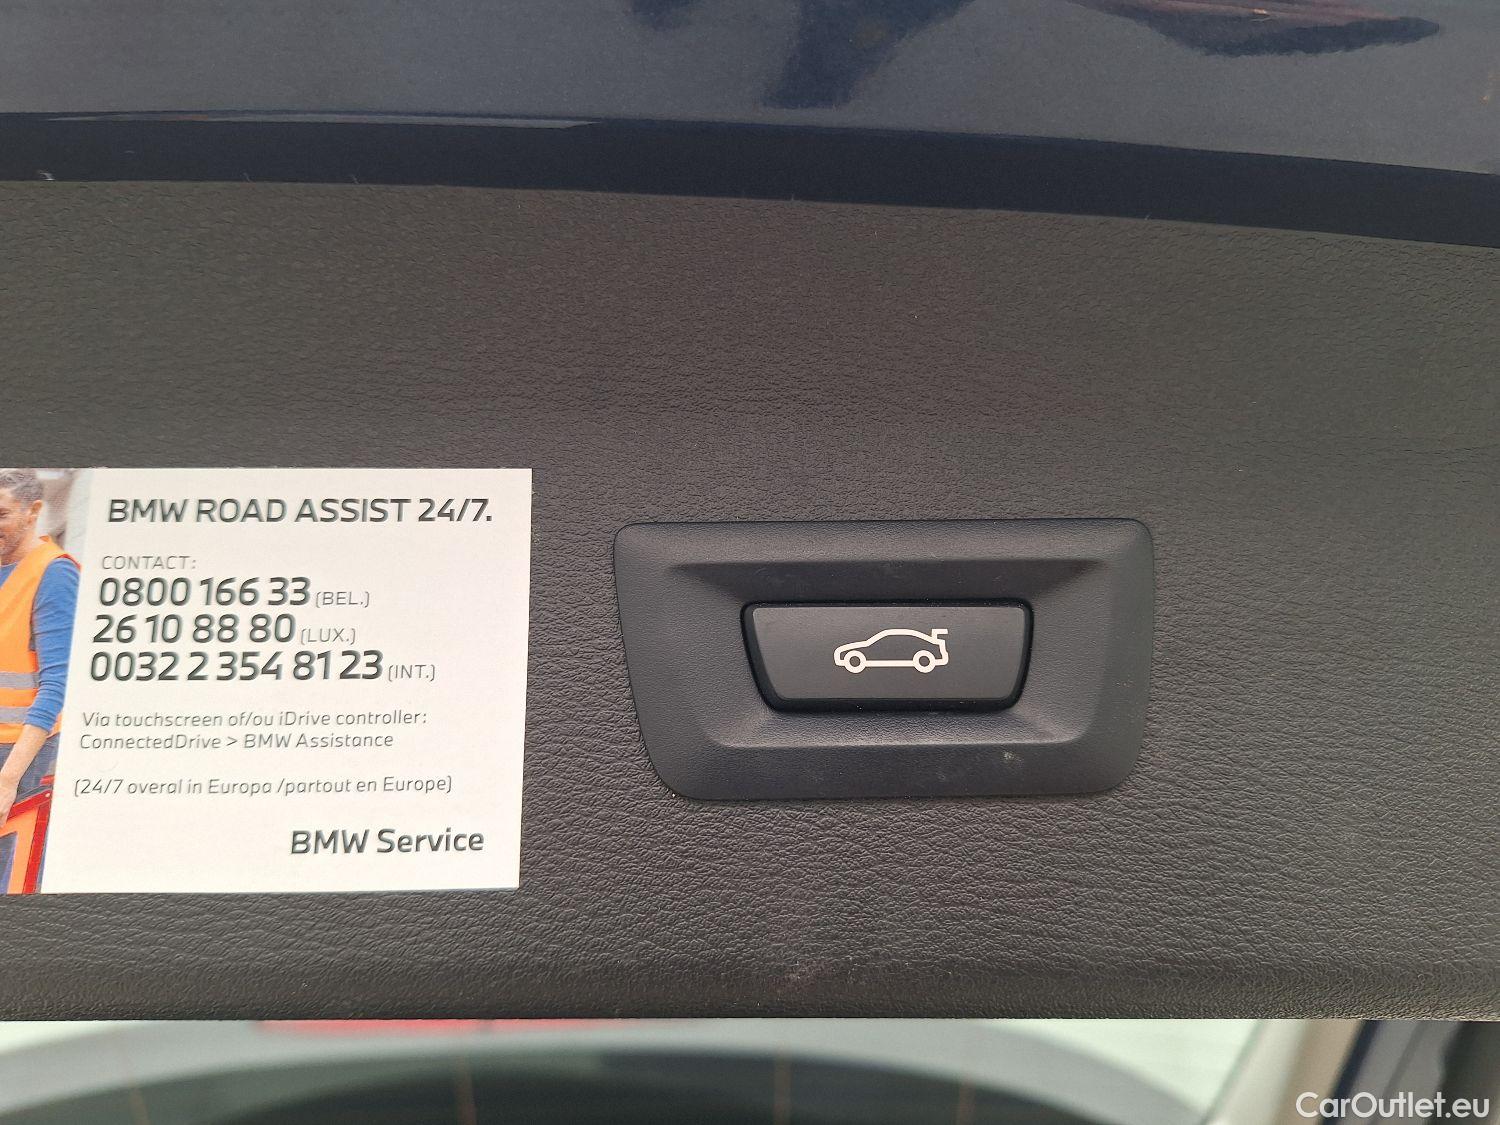 BMW ROAD ASSIST 24/7.
CONTACT:
0800 166 33 (BEL.)
26 10 88 80 (LUX.)
0032 2 354 81 23 (INT.)
Via touchscreen of/ou iDrive controller:
ConnectedDrive > BMW Assistance
(24/7 overal in Europa /partout en Europe)
BMW Service
CarOutlet.eu